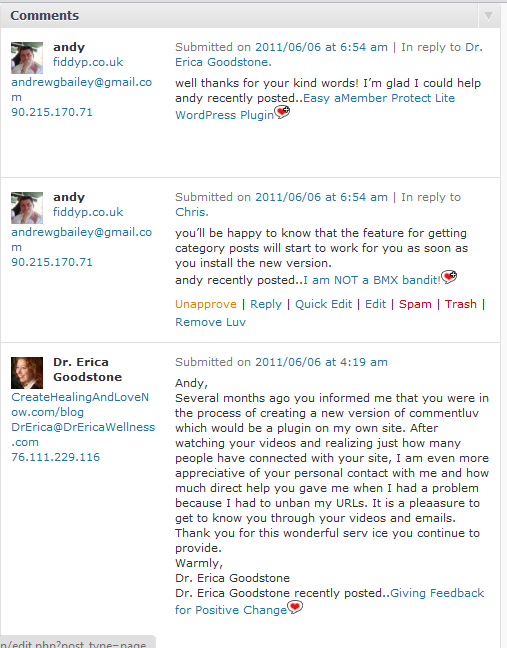 Comments
andy
fiddyp.co.uk
andrewgbailey@gmail.co
m
90.215.170.71
Submitted on 2011/06/06 at 6:54 am | In reply to Dr.
Erica Goodstone.
well thanks for your kind words! I'm glad I could help
andy recently posted..Easy aMember Protect Lite
WordPress Plugin
andy
fiddyp.co.uk
andrewgbailey@gmail.co
m
90.215.170.71
Submitted on 2011/06/06 at 6:54 am | In reply to
Chris.
you'll be happy to know that the feature for getting
category posts will start to work for you as soon as
you install the new version.
andy recently posted..I am NOT a BMX bandit!
Unapprove | Reply | Quick Edit | Edit | Spam | Trash |
Remove Luv
Dr. Erica
Goodstone
CreateHealingAndLoveN
ow.com/blog
DrErica@DrEricaWellness
.com
76.111.229.116
Submitted on 2011/06/06 at 4:19 am
Andy,
Several months ago you informed me that you were in
the process of creating a new version of commentluv
which would be a plugin on my own site. After
watching your videos and realizing just how many
people have connected with your site, I am even more
appreciative of your personal contact with me and how
much direct help you gave me when I had a problem
because I had to unban my URLs. It is a pleaasure to
get to know you through your videos and emails.
Thank you for this wonderful serv ice you continue to
provide.
Warmly,
Dr. Erica Goodstone
Dr. Erica Goodstone recently posted..Giving Feedback
for Positive Change
n/edit.php?post_type=page